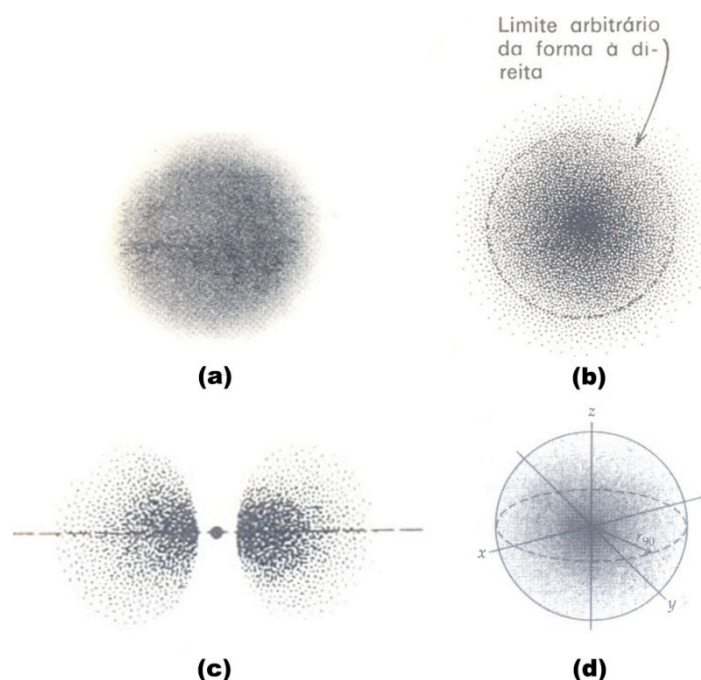 Limite arbitrário
da forma à di-
reita
(a)
(b)
z
r90
x
y
(c)
(d)